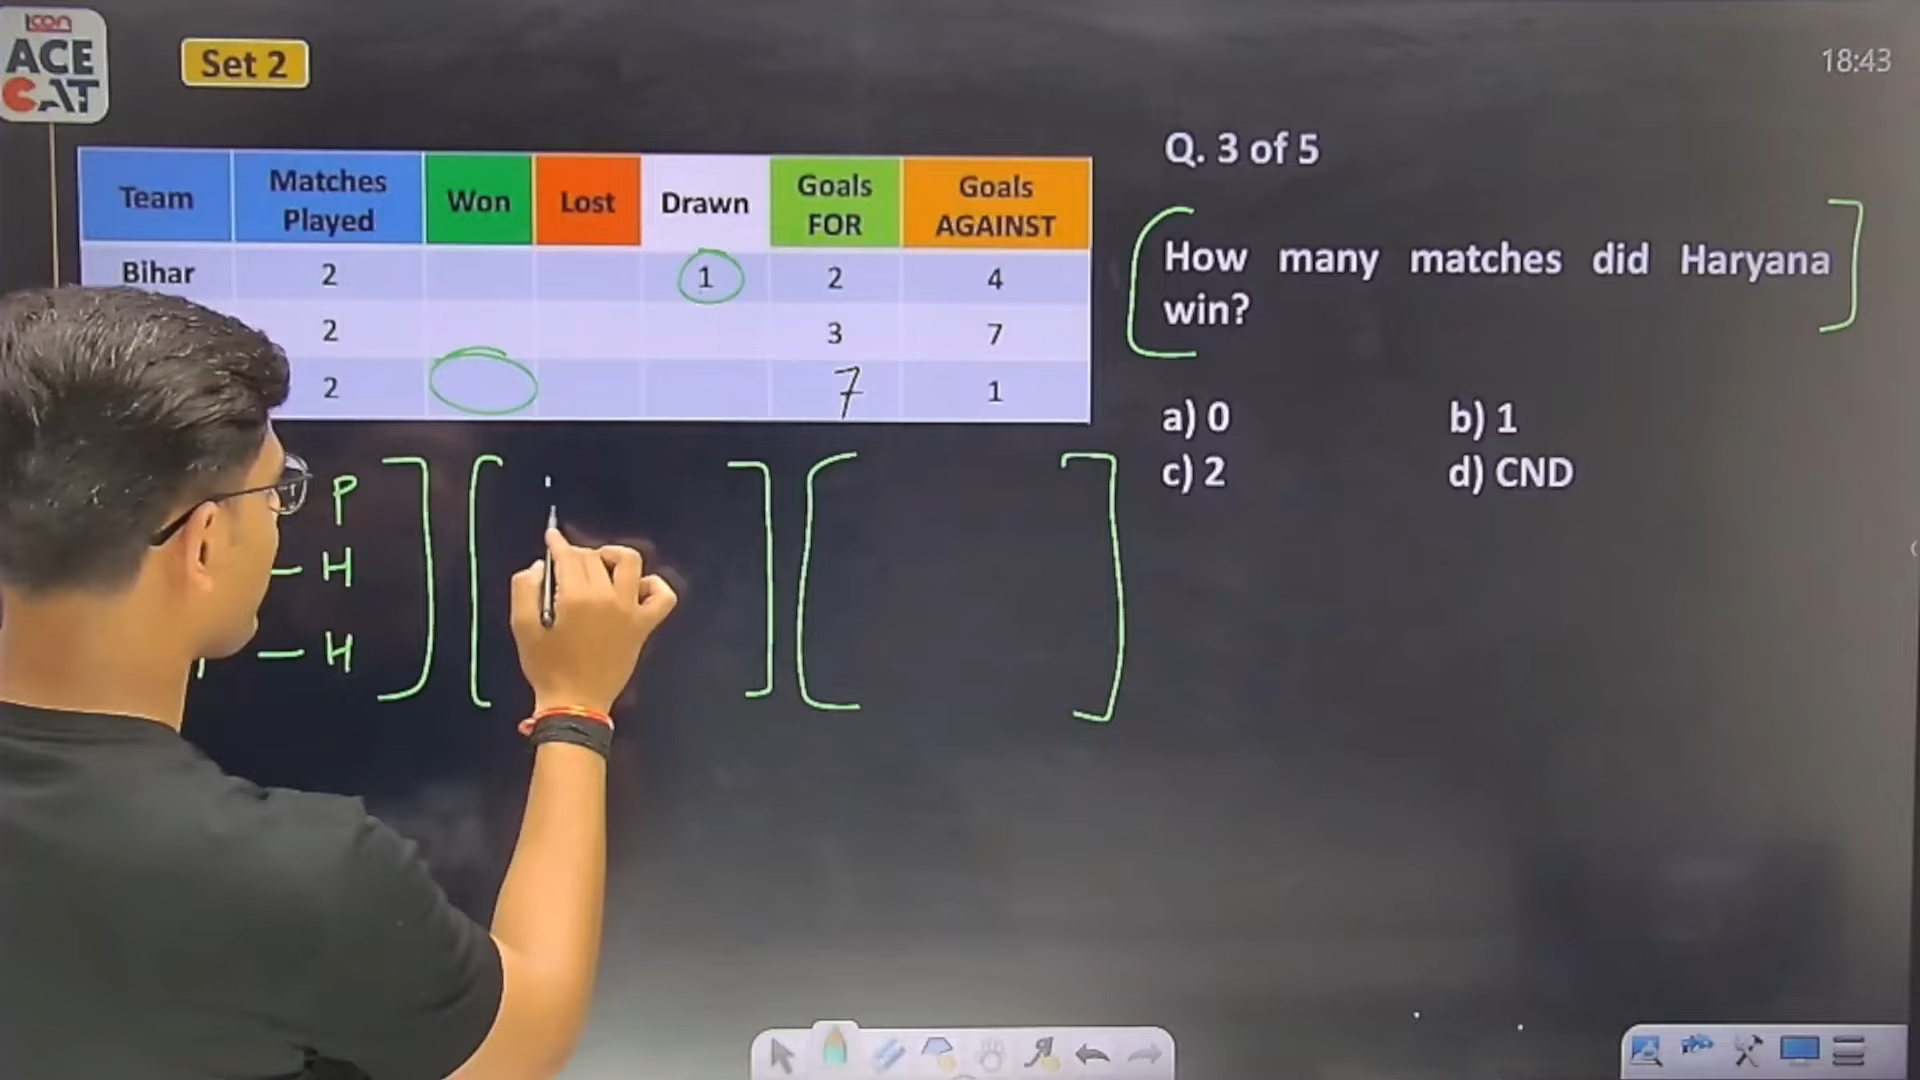 Icon
ACE
CAT
Set 2
18:43
Team Matches Played Won Lost Drawn Goals FOR Goals AGAINST
Bihar 2 1 2 4
2 3 7
2 7 1
Q. 3 of 5
How many matches did Haryana
win?
a) 0 b) 1
c) 2 d) CND
P
– H
– H